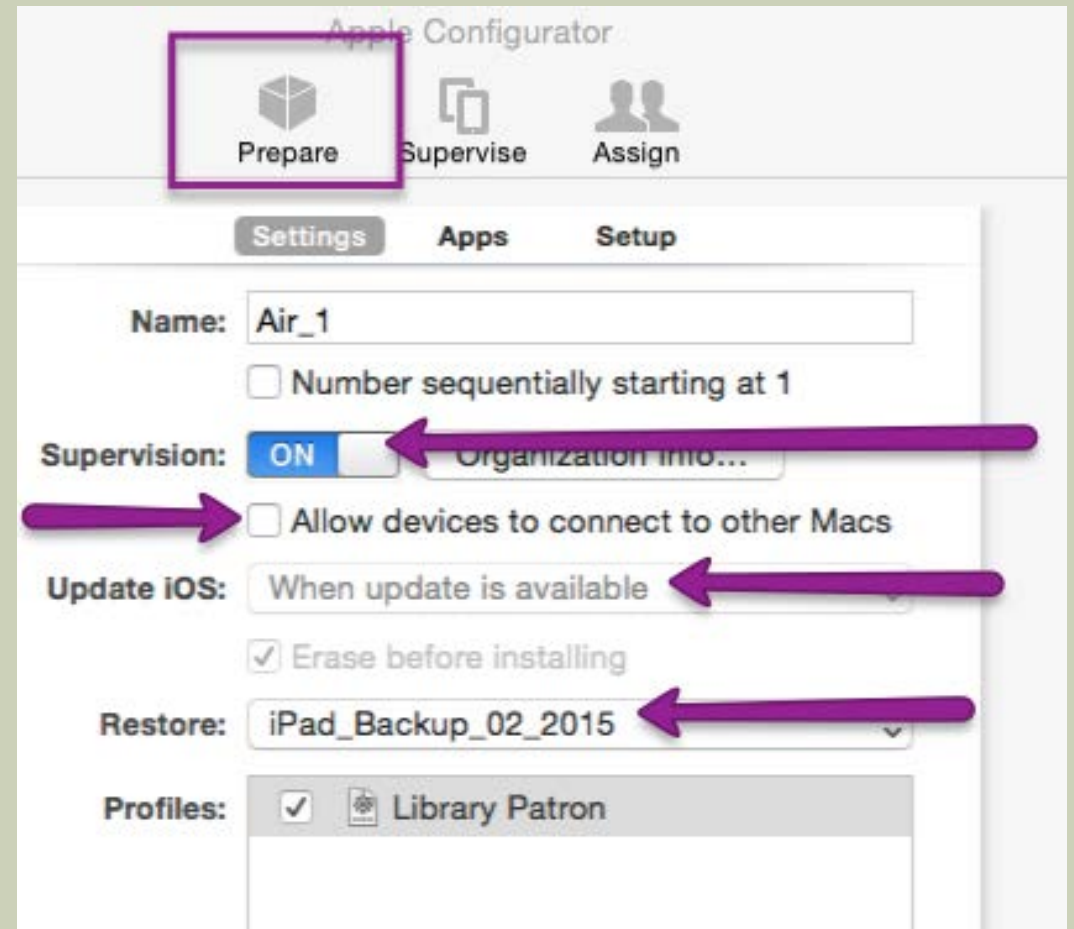 Apple Configurator
Prepare Supervise Assign
Settings Apps Setup
Name: Air_1
Number sequentially starting at 1
Supervision: ON Organization Info...
Allow devices to connect to other Macs
Update iOS: When update is available
Erase before installing
Restore: iPad_Backup_02_2015
Profiles: Library Patron